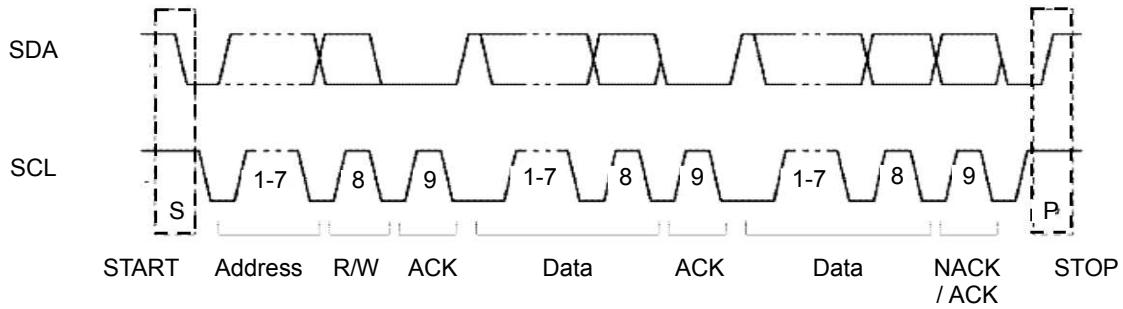 SDA
SCL
1-7 8 9 1-7 8 9 1-7 8 9
S P
START Address R/W ACK Data ACK Data NACK STOP
/ ACK